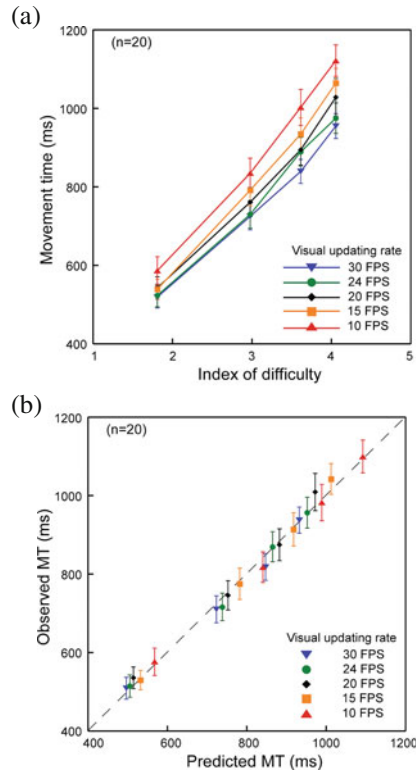 (a)
1200
(n=20)
1000
800
600
400
Movement time (ms)
Visual updating rate
30 FPS
24 FPS
20 FPS
15 FPS
10 FPS
1 2 3 4 5
Index of difficulty
(b)
1200
(n=20)
1000
800
600
400
Observed MT (ms)
Visual updating rate
30 FPS
24 FPS
20 FPS
15 FPS
10 FPS
400 600 800 1000 1200
Predicted MT (ms)